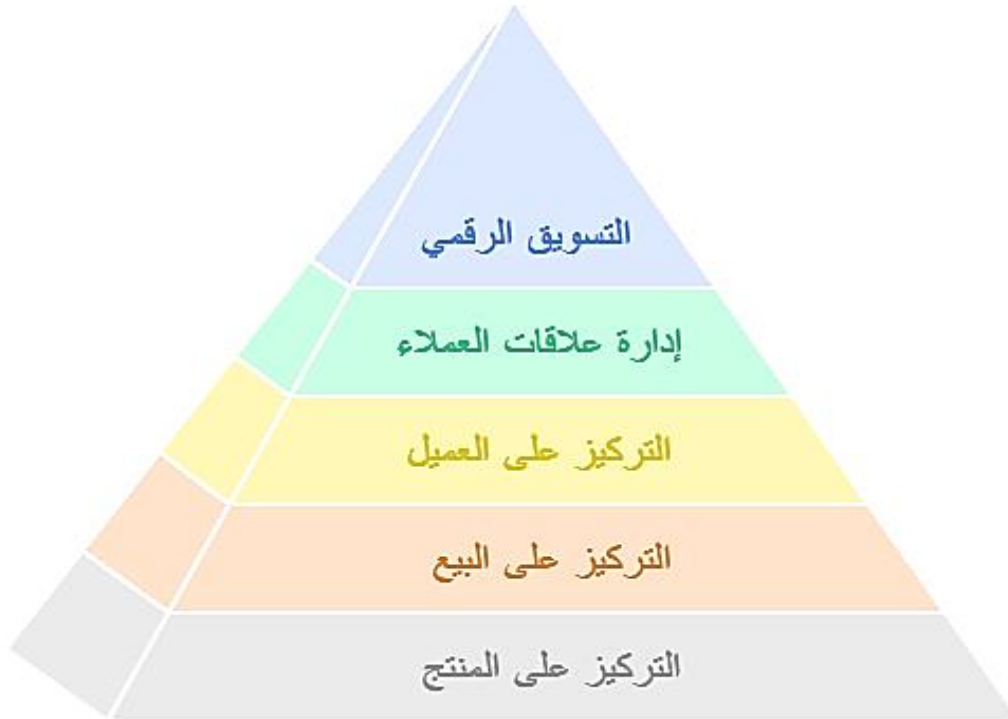 التسويق الرقمي
إدارة علاقات العملاء
التركيز على العميل
التركيز على البيع
التركيز على المنتج